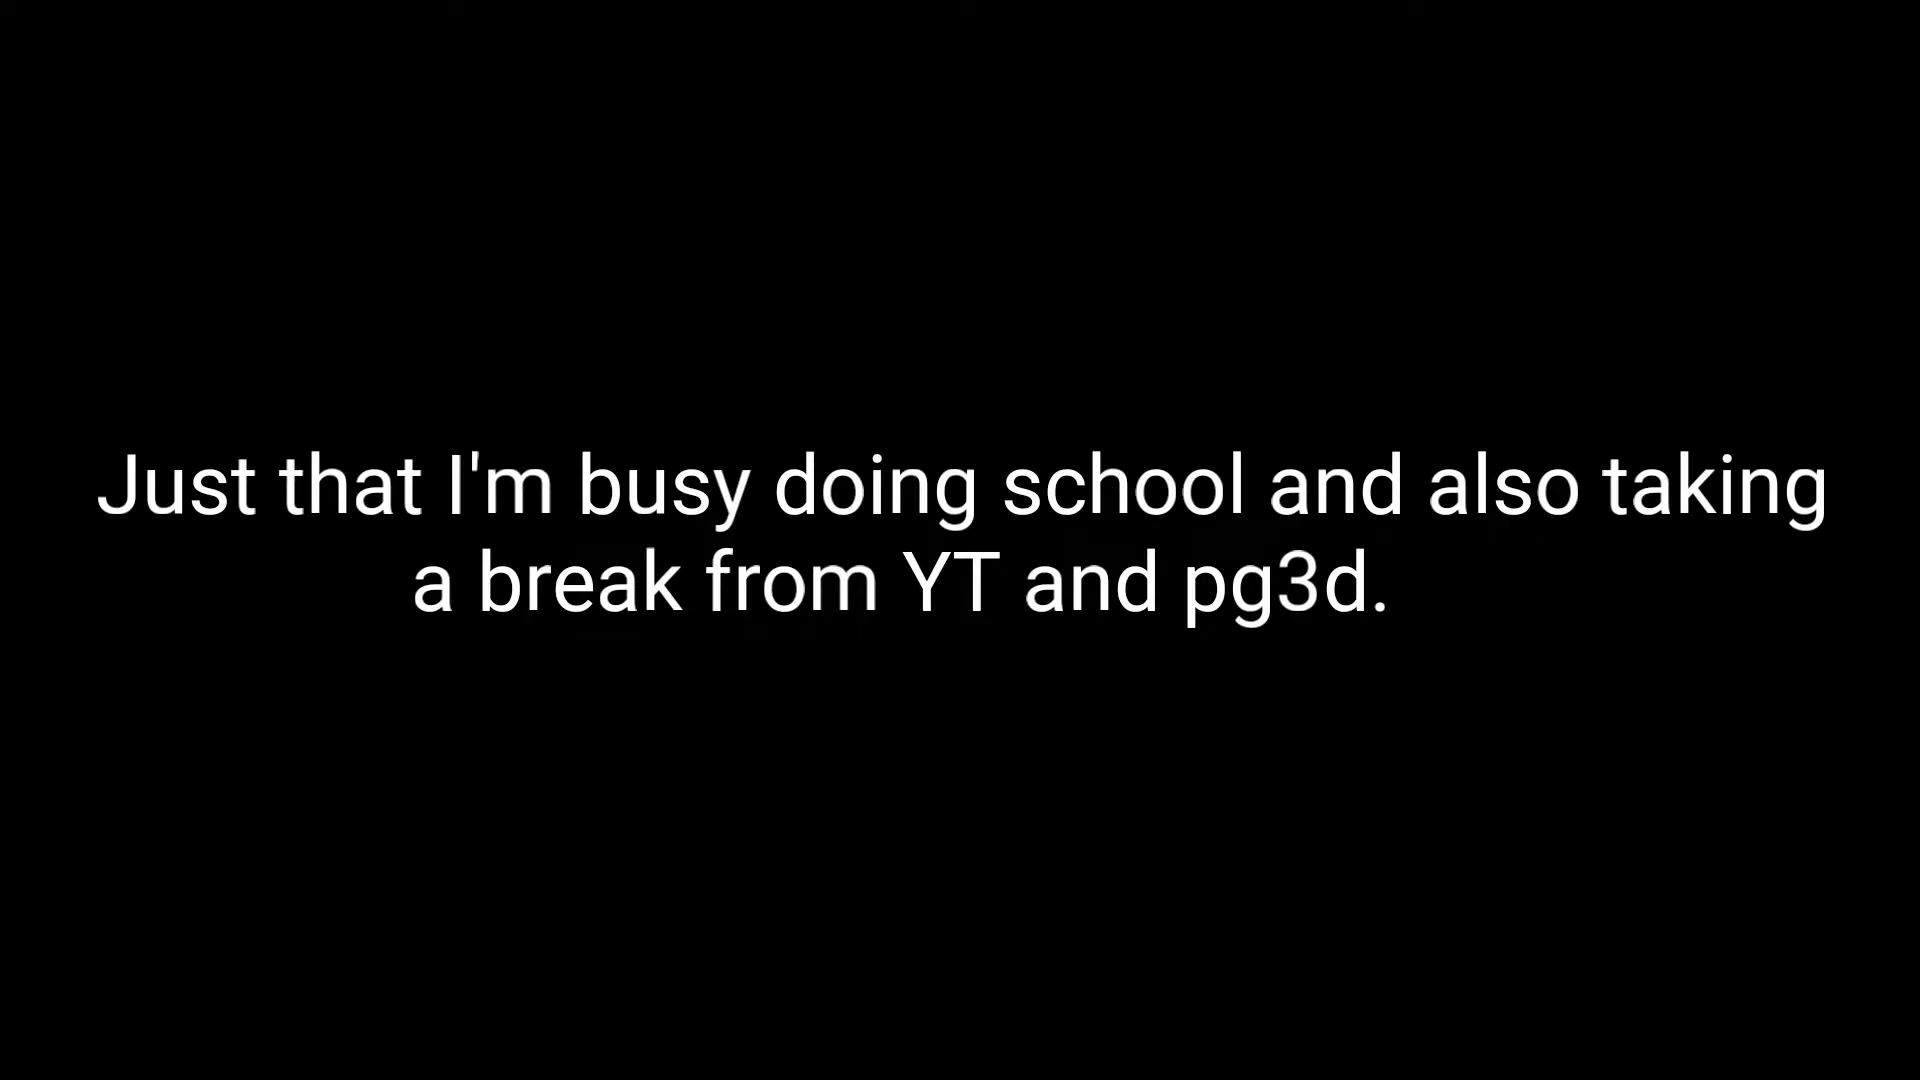 Just that I'm busy doing school and also taking
a break from YT and pg3d.